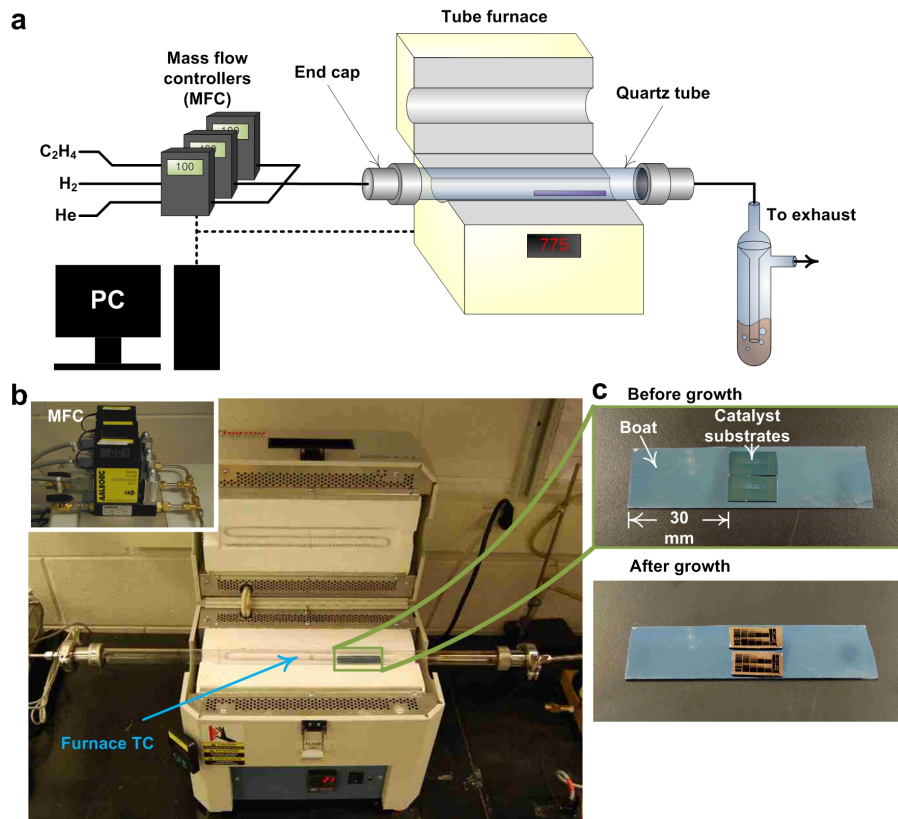 a
Tube furnace
Mass flow
controllers
(MFC)
End cap
Quartz tube
C₂H₄
H₂
He
100
100
100
775
To exhaust
PC
b
MFC
AALBORG
Furnace TC
c
Before growth
Boat
Catalyst
substrates
30
mm
After growth